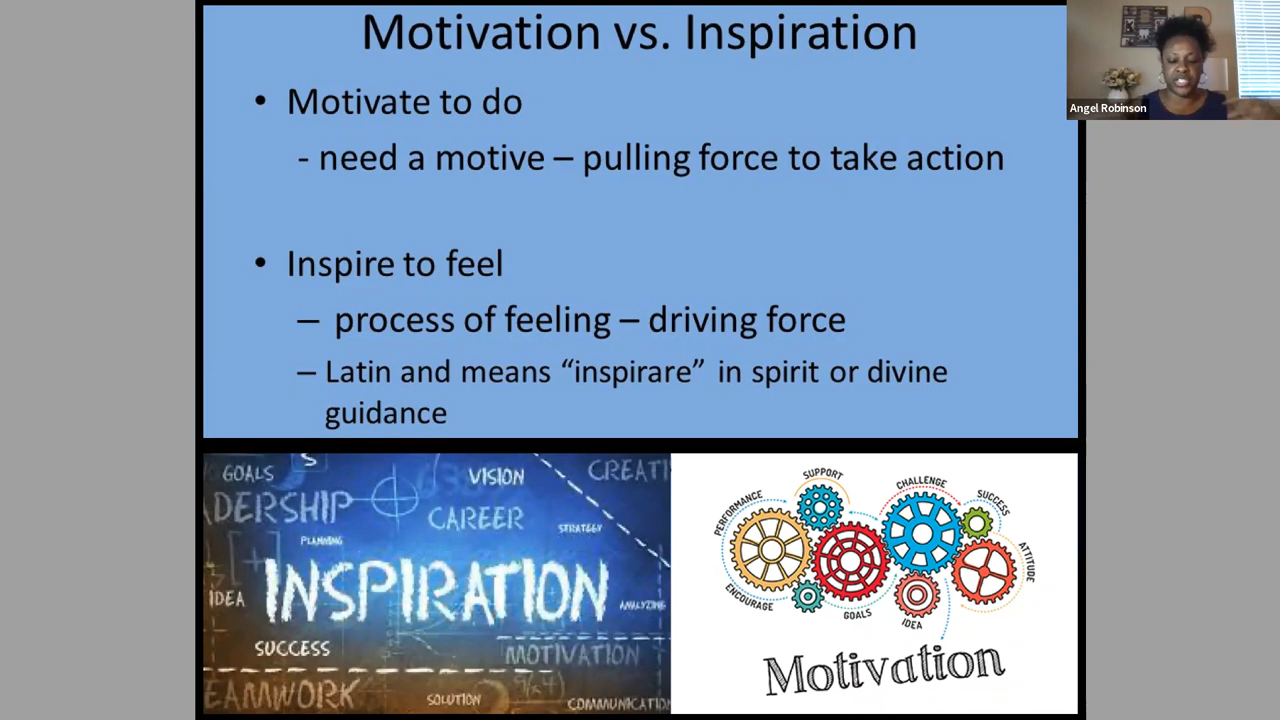 Motivation vs. Inspiration
Angel Robinson
• Motivate to do
- need a motive – pulling force to take action
• Inspire to feel
– process of feeling – driving force
– Latin and means “inspirare” in spirit or divine
guidance
GOALS
S
VISION
CREATI
ADERSHIP
CAREER
STRATEGY
PLANNING
INSPIRATION
IDEA
ANALYZING
SUCCESS
MOTIVATION
EAMWORK
SOLUTION
COMMUNICATION
SUPPORT
CHALLENGE
PERFORMANCE
SUCCESS
ATTITUDE
ENCOURAGE
GOALS
IDEA
Motivation